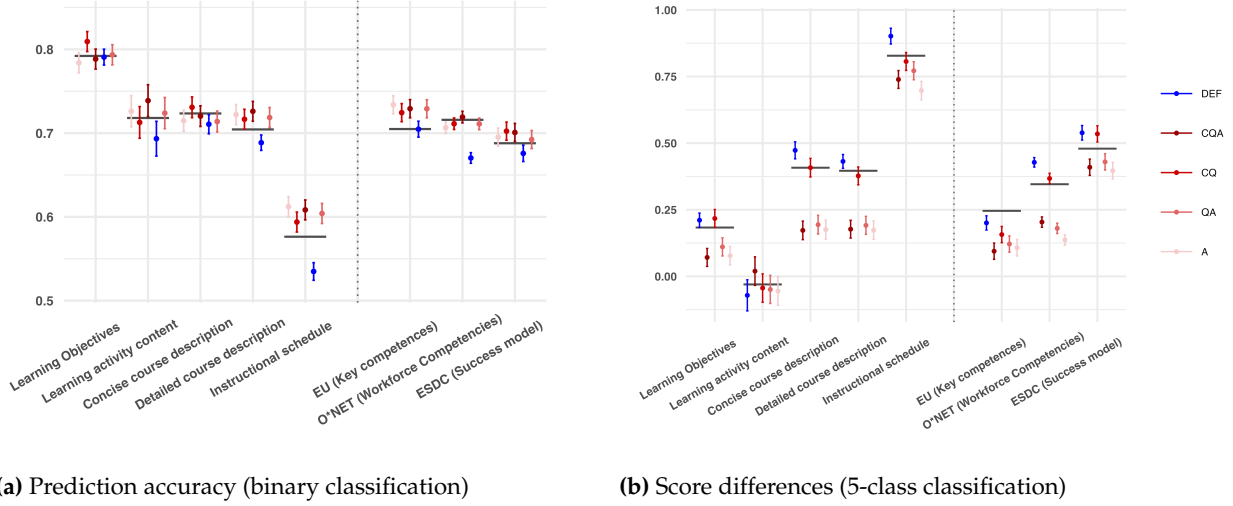 0.8
0.7
0.6
0.5
Learning Objectives
Learning activity content
Concise course description
Detailed course description
Instructional schedule
EU (Key competences)
O*NET (Workforce Competencies)
ESDC (Success model)
1.00
0.75
0.50
0.25
0.00
Learning Objectives
Learning activity content
Concise course description
Detailed course description
Instructional schedule
EU (Key competences)
O*NET (Workforce Competencies)
ESDC (Success model)
DEF
CQA
CQ
QA
A
(a) Prediction accuracy (binary classification)
(b) Score differences (5-class classification)